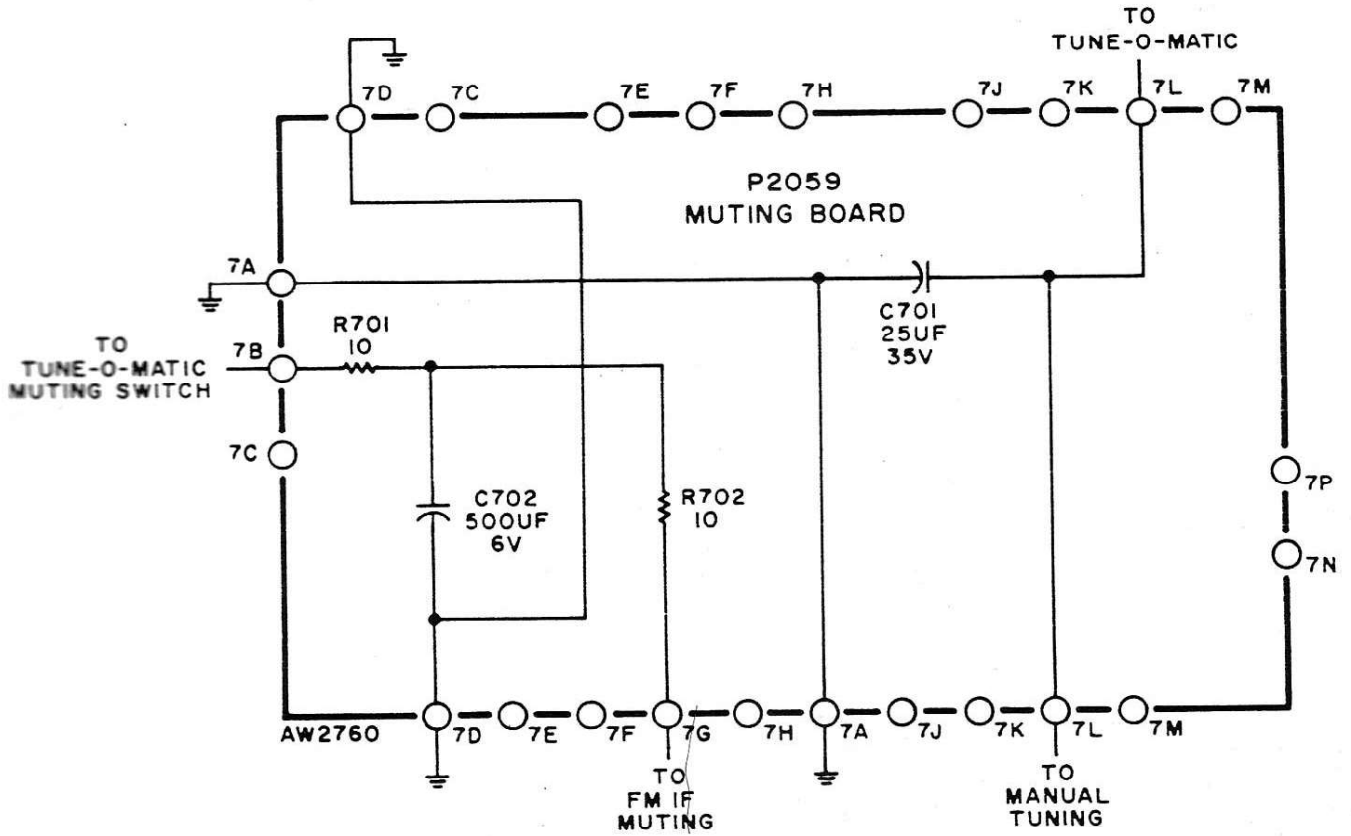 TO
TUNE-O-MATIC
7D
7C
7E
7F
7H
7J
7K
7L
7M
P2059
MUTING BOARD
7A
C701
25UF
35V
R701
10
TO
TUNE-O-MATIC
MUTING SWITCH
7B
7C
C702
500UF
6V
R702
10
7P
7N
AW2760
7D
7E
7F
7G
7H
7A
7J
7K
7L
7M
TO
FM IF
MUTING
TO
MANUAL
TUNING